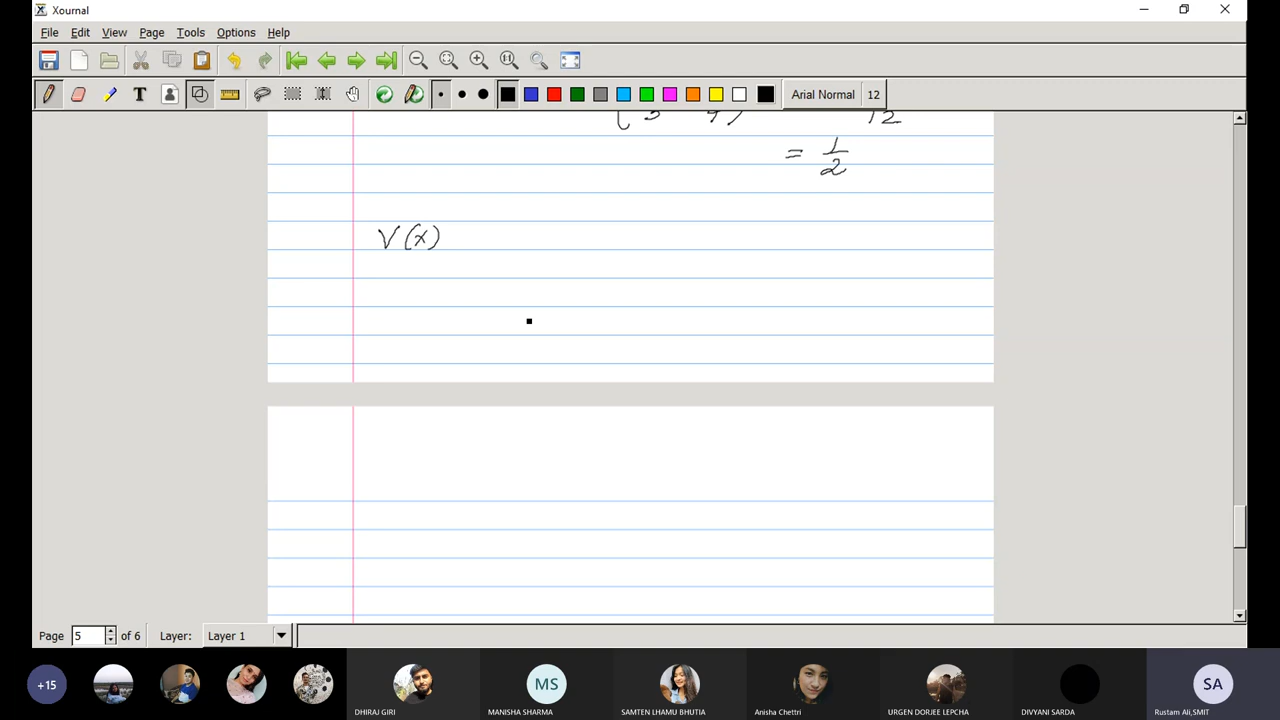 Xournal
File Edit View Page Tools Options Help
T Arial Normal 12
12
= 1/2
V(X)
Page 5 of 6 Layer: Layer 1
+15 MS SA
DHIRAJ GIRI MANISHA SHARMA SAMTEN LHAMU BHUTIA Anisha Chettri URGEN DORJEE LEPCHA DIVYANI SARDA Rustam Ali,SMIT